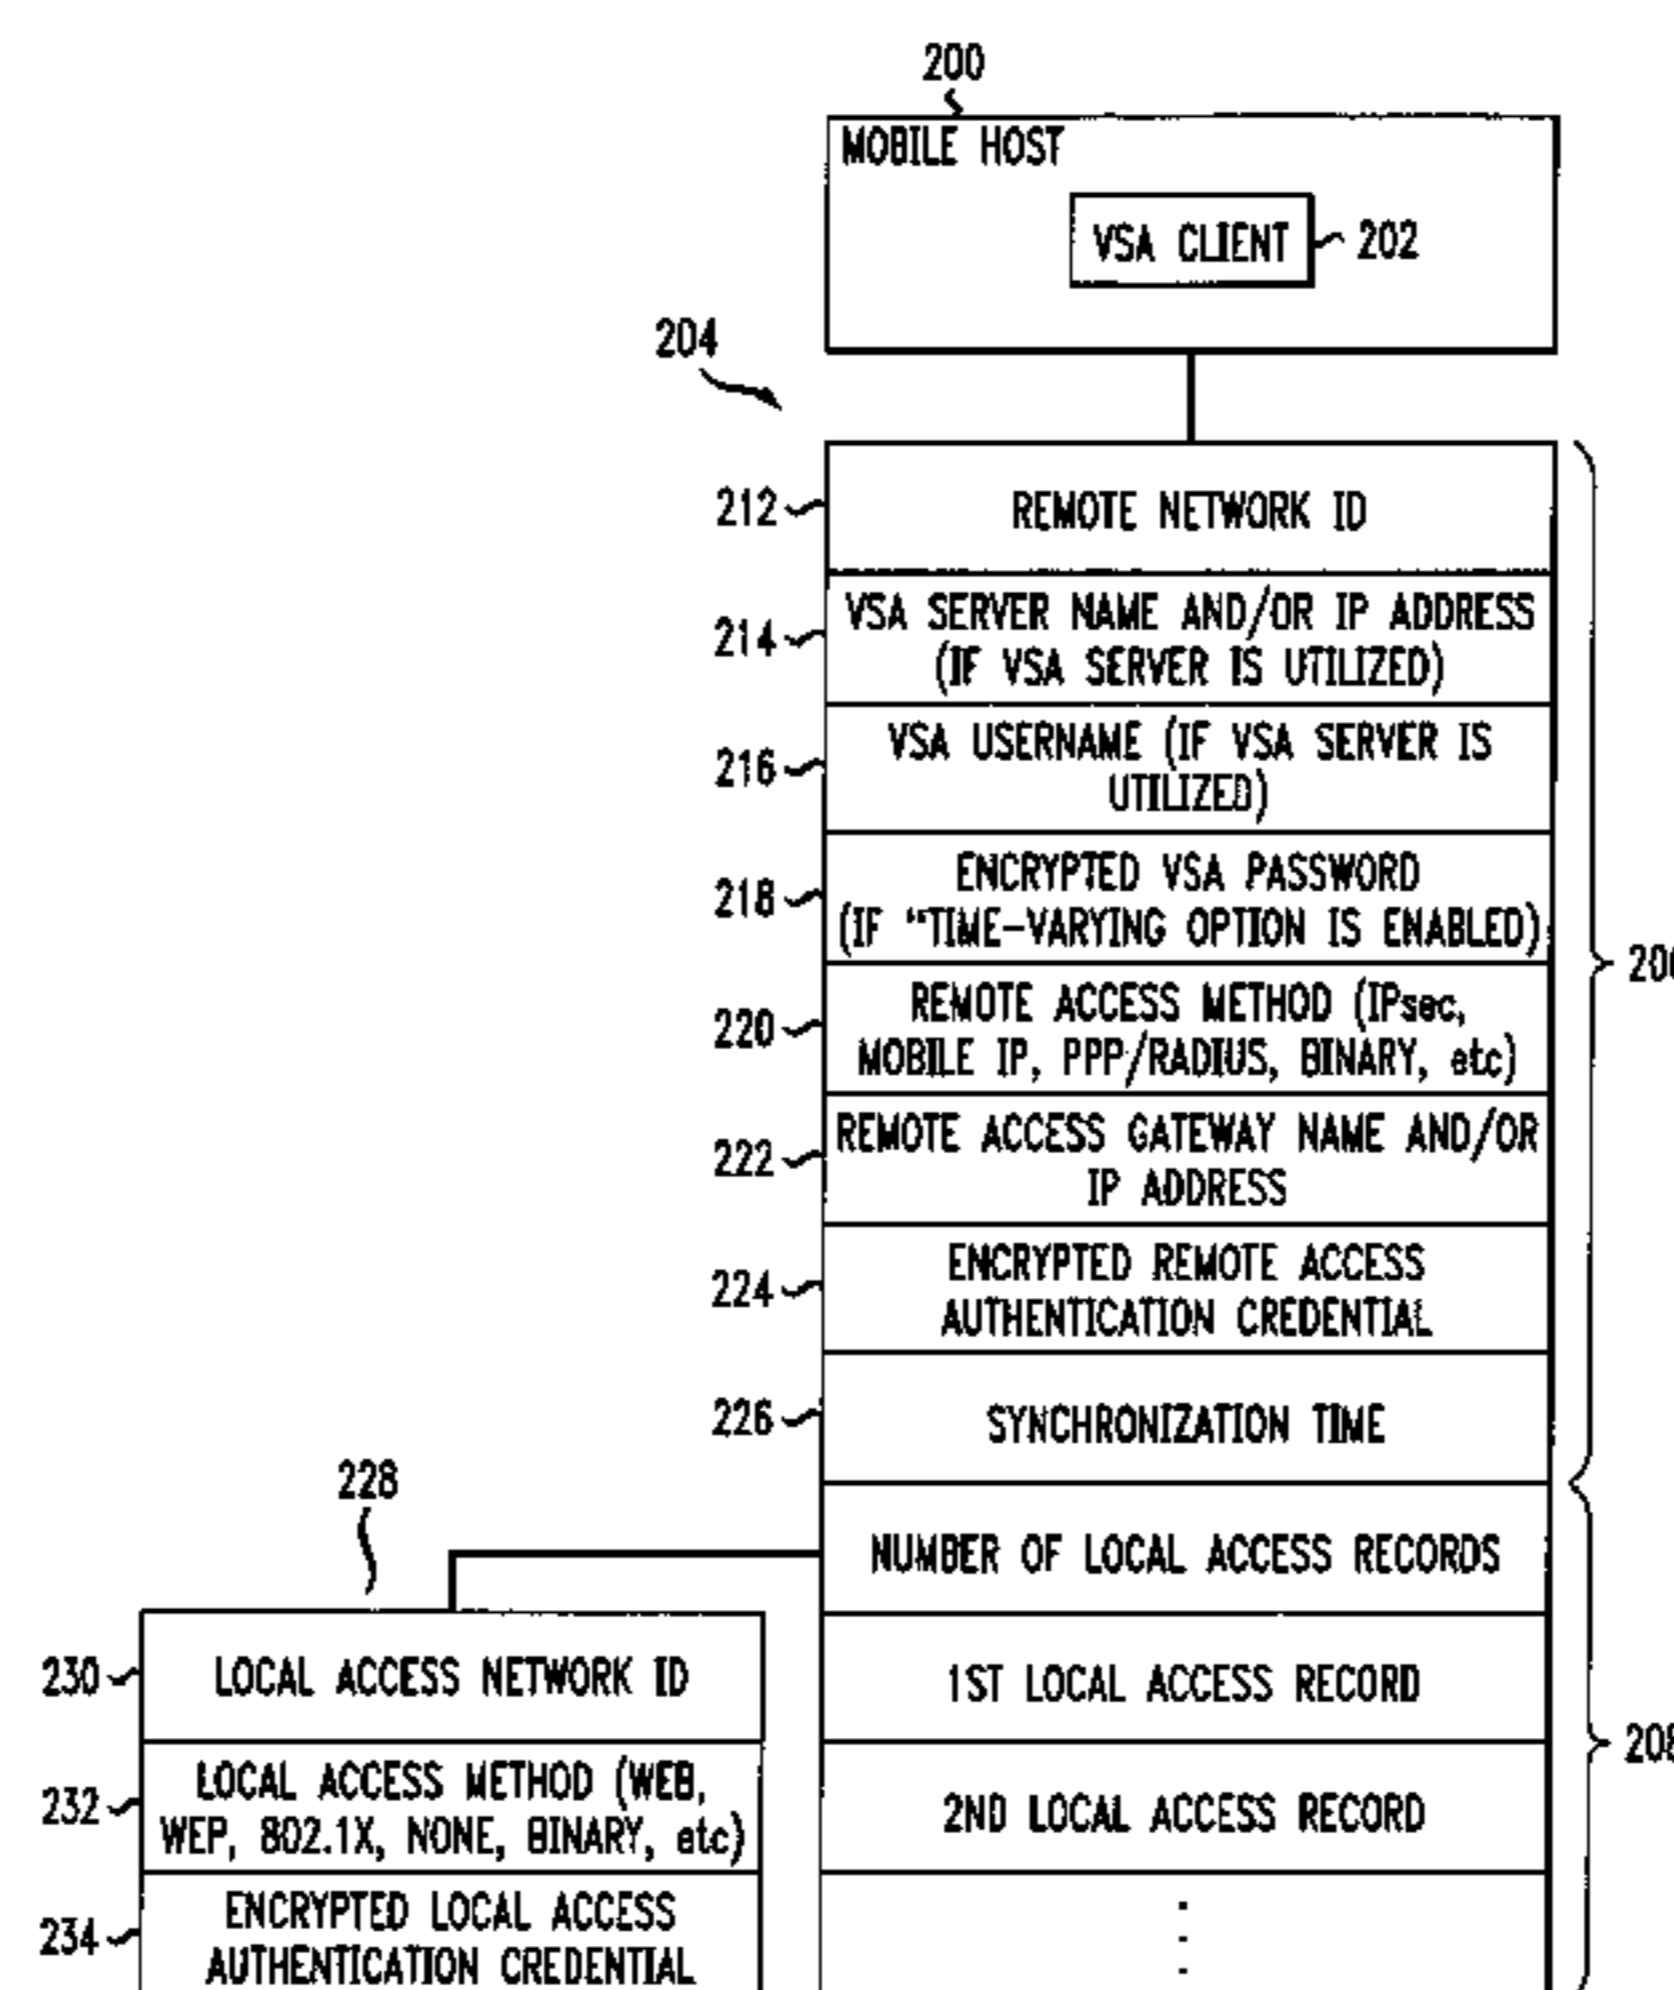 200
MOBILE HOST
VSA CLIENT
202
204
212
REMOTE NETWORK ID
214
VSA SERVER NAME AND/OR IP ADDRESS
(IF VSA SERVER IS UTILIZED)
216
VSA USERNAME (IF VSA SERVER IS
UTILIZED)
218
ENCRYPTED VSA PASSWORD
(IF "TIME-VARYING OPTION IS ENABLED)
220
REMOTE ACCESS METHOD (IPsec,
MOBILE IP, PPP/RADIUS, BINARY, etc)
222
REMOTE ACCESS GATEWAY NAME AND/OR
IP ADDRESS
224
ENCRYPTED REMOTE ACCESS
AUTHENTICATION CREDENTIAL
226
SYNCHRONIZATION TIME
228
NUMBER OF LOCAL ACCESS RECORDS
1ST LOCAL ACCESS RECORD
208
2ND LOCAL ACCESS RECORD
230
LOCAL ACCESS NETWORK ID
232
LOCAL ACCESS METHOD (WEB,
WEP, 802.1X, NONE, BINARY, etc)
234
ENCRYPTED LOCAL ACCESS
AUTHENTICATION CREDENTIAL